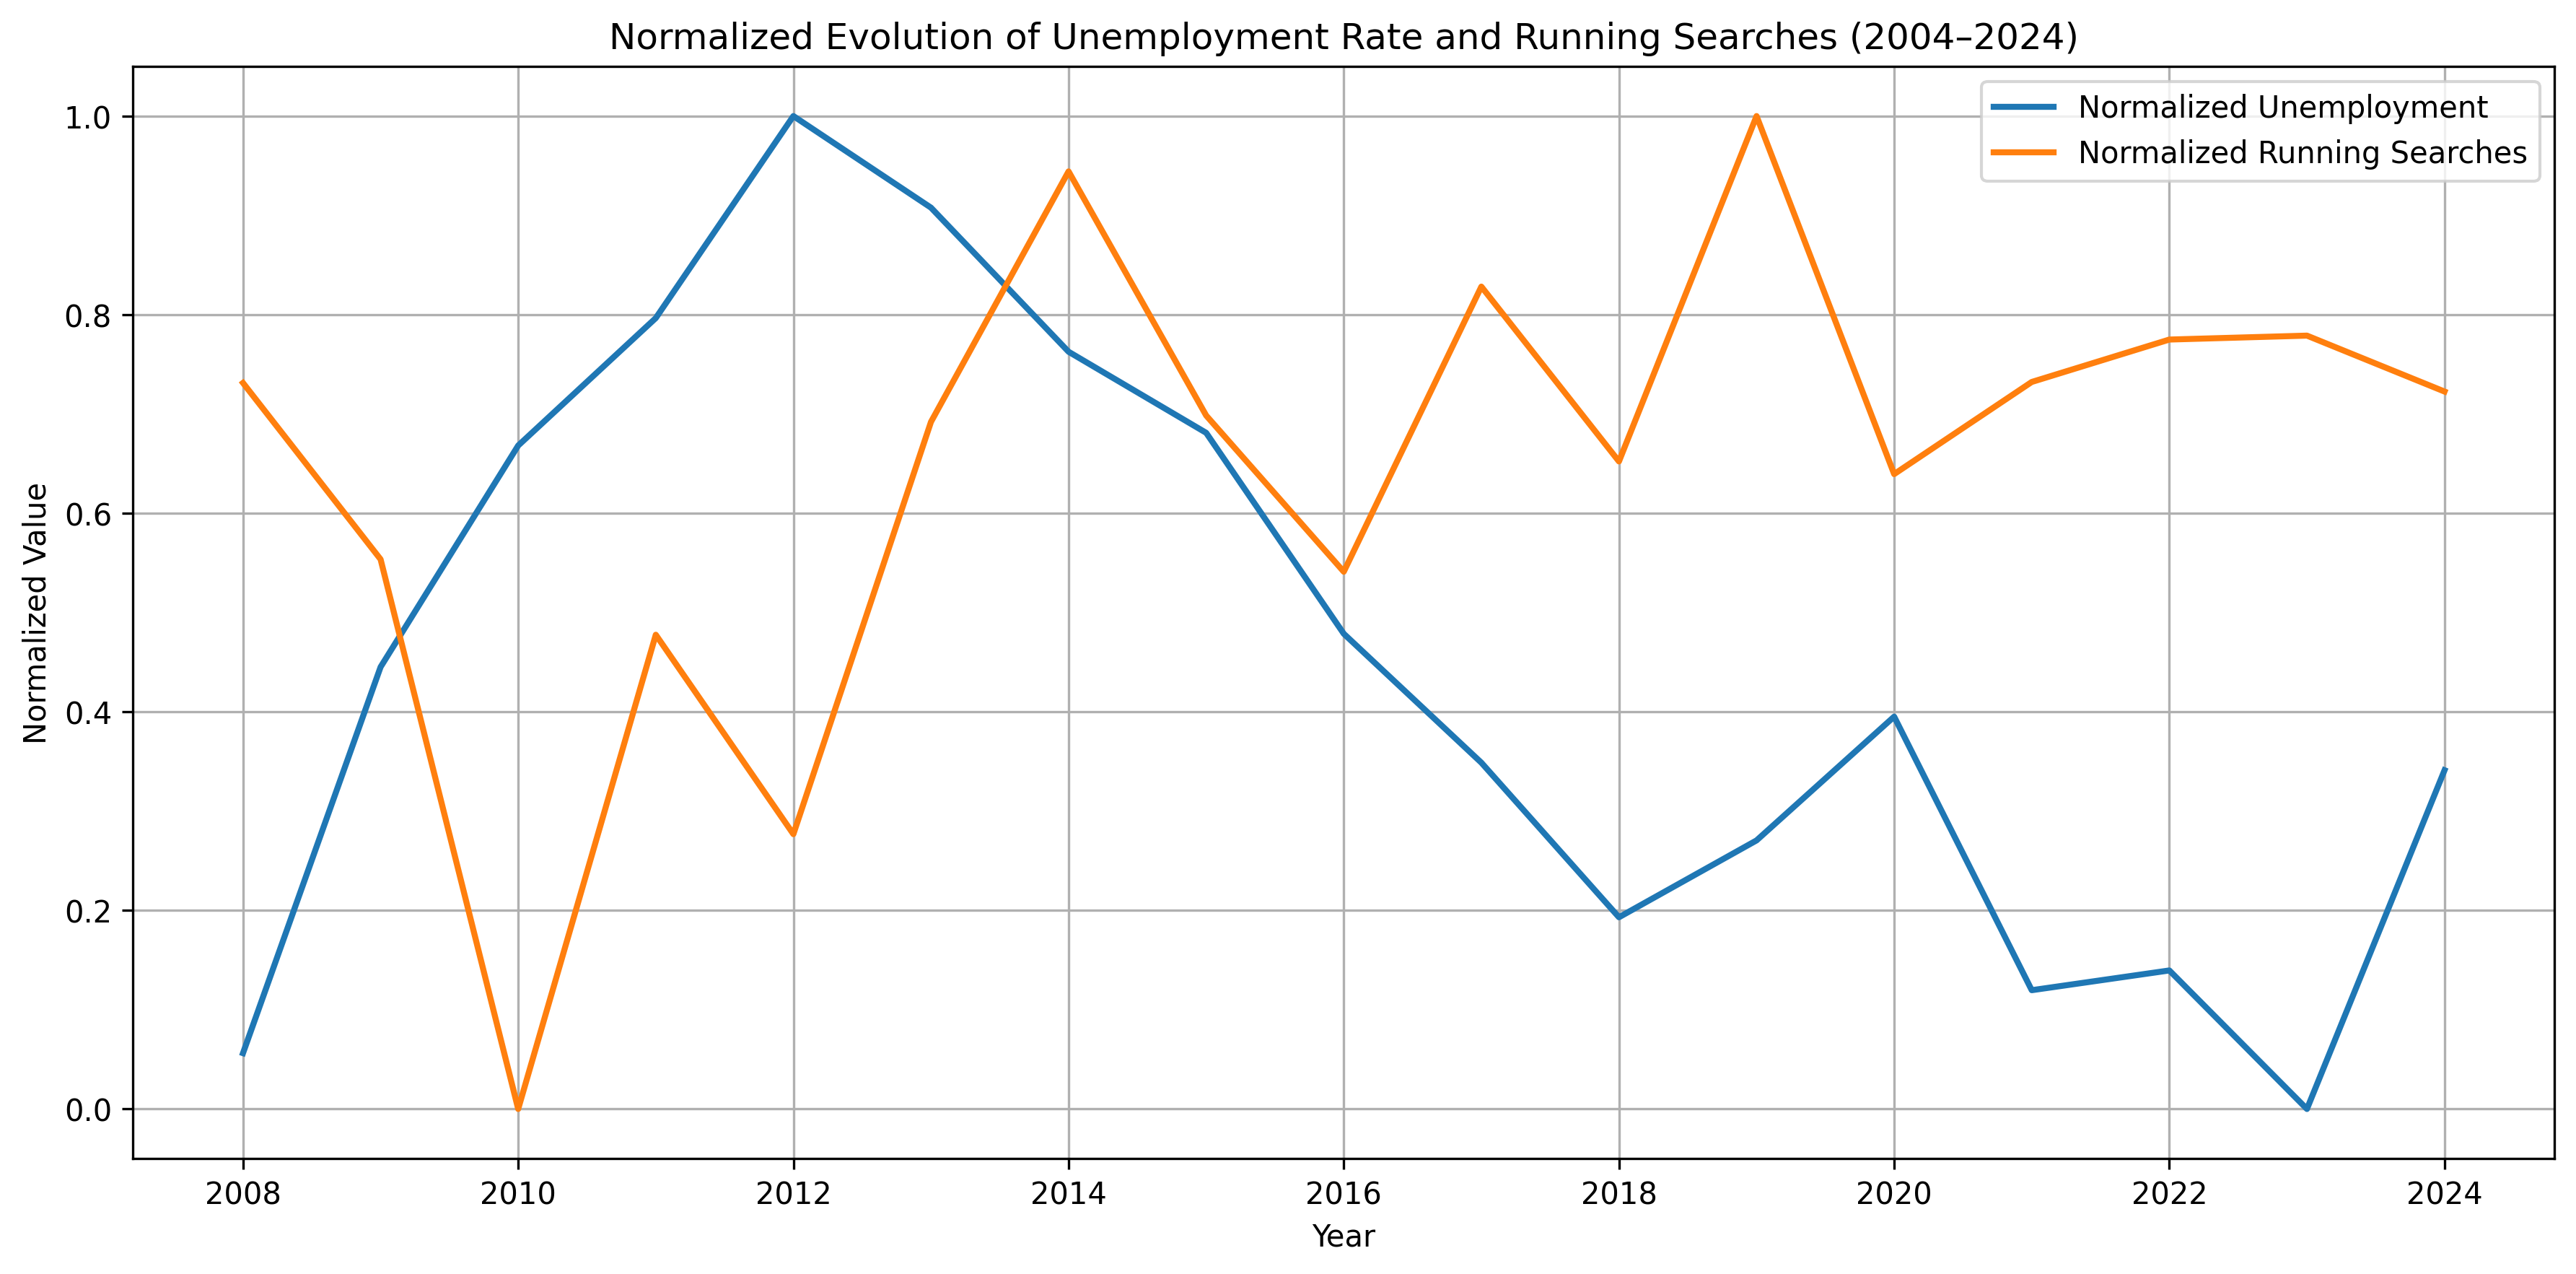 Normalized Evolution of Unemployment Rate and Running Searches (2004–2024)
Normalized Unemployment
Normalized Running Searches
Normalized Value
1.0
0.8
0.6
0.4
0.2
0.0
2008 2010 2012 2014 2016 2018 2020 2022 2024
Year